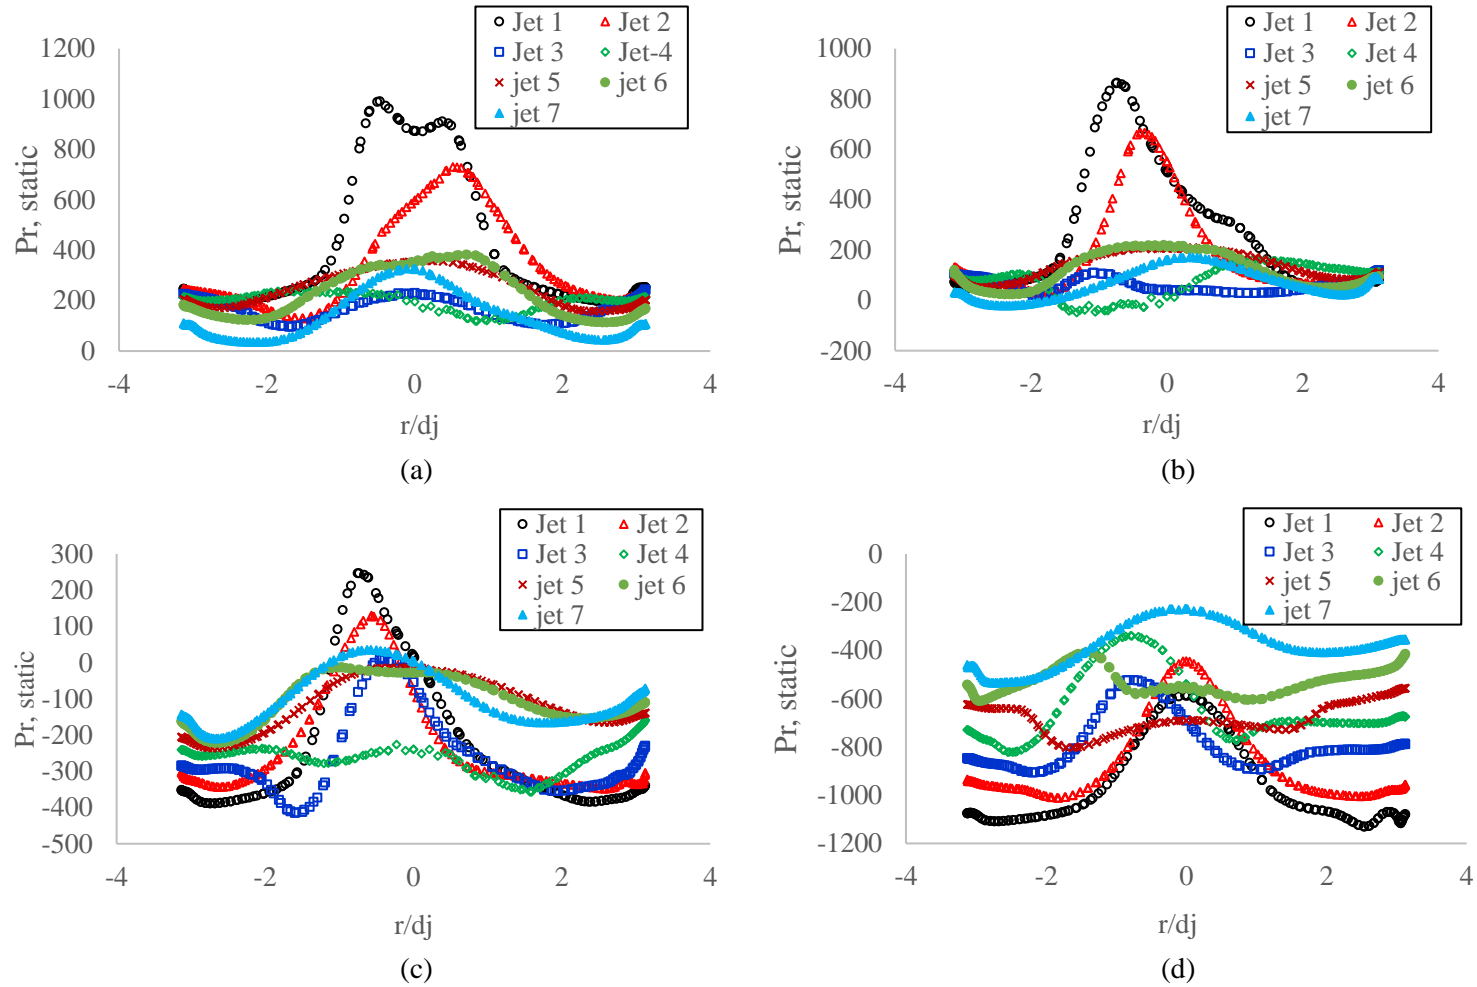 Jet 1 Jet 2
Jet 3 Jet-4
jet 5 jet 6
jet 7
1200
1000
800
600
400
200
0
-4 -2 0 2 4
Pr, static
r/dj
(a)
Jet 1 Jet 2
Jet 3 Jet 4
jet 5 jet 6
jet 7
1000
800
600
400
200
0
-200
-4 -2 0 2 4
Pr, static
r/dj
(b)
Jet 1 Jet 2
Jet 3 Jet 4
jet 5 jet 6
jet 7
300
200
100
0
-100
-200
-300
-400
-500
-4 -2 0 2 4
Pr, static
r/dj
(c)
Jet 1 Jet 2
Jet 3 Jet 4
jet 5 jet 6
jet 7
0
-200
-400
-600
-800
-1000
-1200
-4 -2 0 2 4
Pr, static
r/dj
(d)